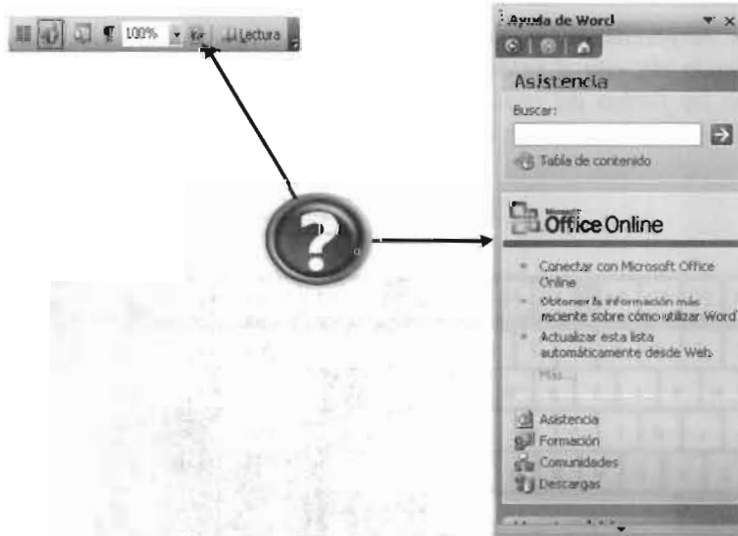 100%
Lectura
Ayuda de Word
Asistencia
Buscar:
Tabla de contenido
Microsoft
Office Online
Conectar con Microsoft Office
Online
Obtener la información más
reciente sobre cómo utilizar Word
Actualizar esta lista
automáticamente desde Web.
Más...
Asistencia
Formación
Comunidades
Descargas